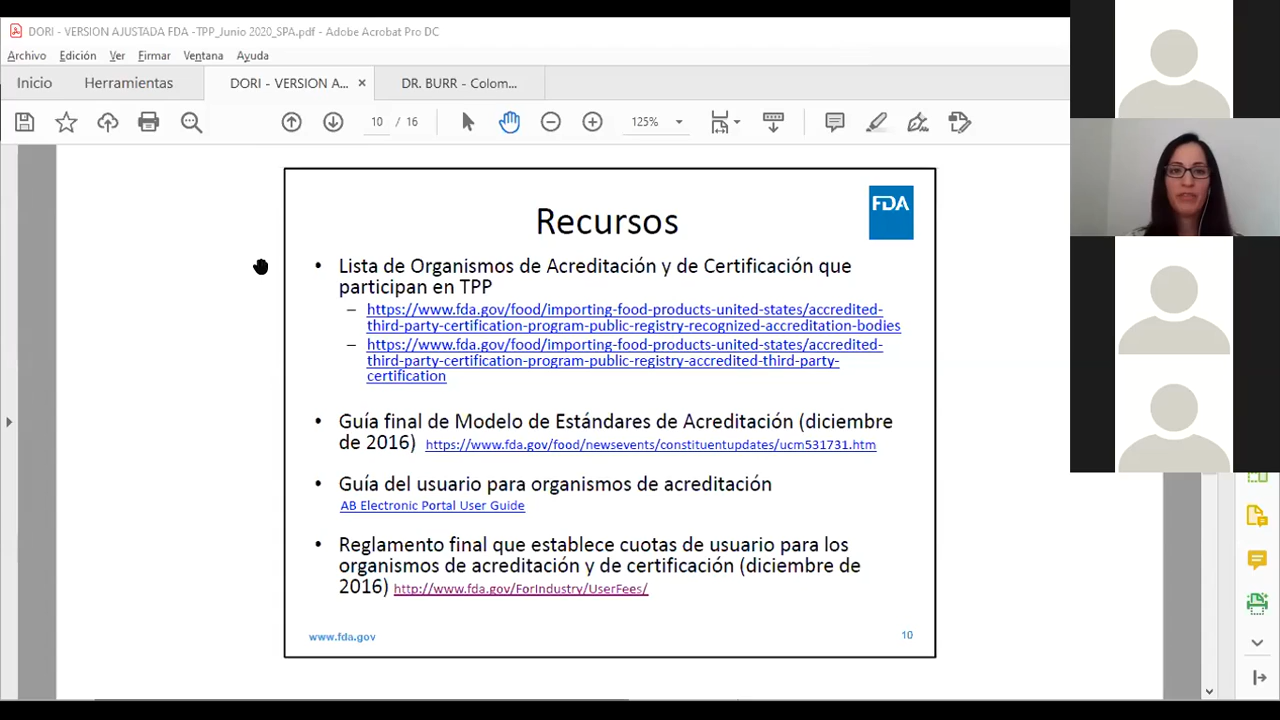 DORI - VERSION AJUSTADA FDA -TPP_Junio 2020_SPA.pdf - Adobe Acrobat Pro DC
Archivo Edición Ver Firmar Ventana Ayuda
Inicio Herramientas DORI - VERSION A... × DR. BURR - Colom...
10 / 16 125%
FDA
Recursos
• Lista de Organismos de Acreditación y de Certificación que
participan en TPP
– https://www.fda.gov/food/importing-food-products-united-states/accredited-
third-party-certification-program-public-registry-recognized-accreditation-bodies
– https://www.fda.gov/food/importing-food-products-united-states/accredited-
third-party-certification-program-public-registry-accredited-third-party-
certification
• Guía final de Modelo de Estándares de Acreditación (diciembre
de 2016) https://www.fda.gov/food/newsevents/constituentupdates/ucm531731.htm
• Guía del usuario para organismos de acreditación
AB Electronic Portal User Guide
• Reglamento final que establece cuotas de usuario para los
organismos de acreditación y de certificación (diciembre de
2016) http://www.fda.gov/ForIndustry/UserFees/
www.fda.gov 10